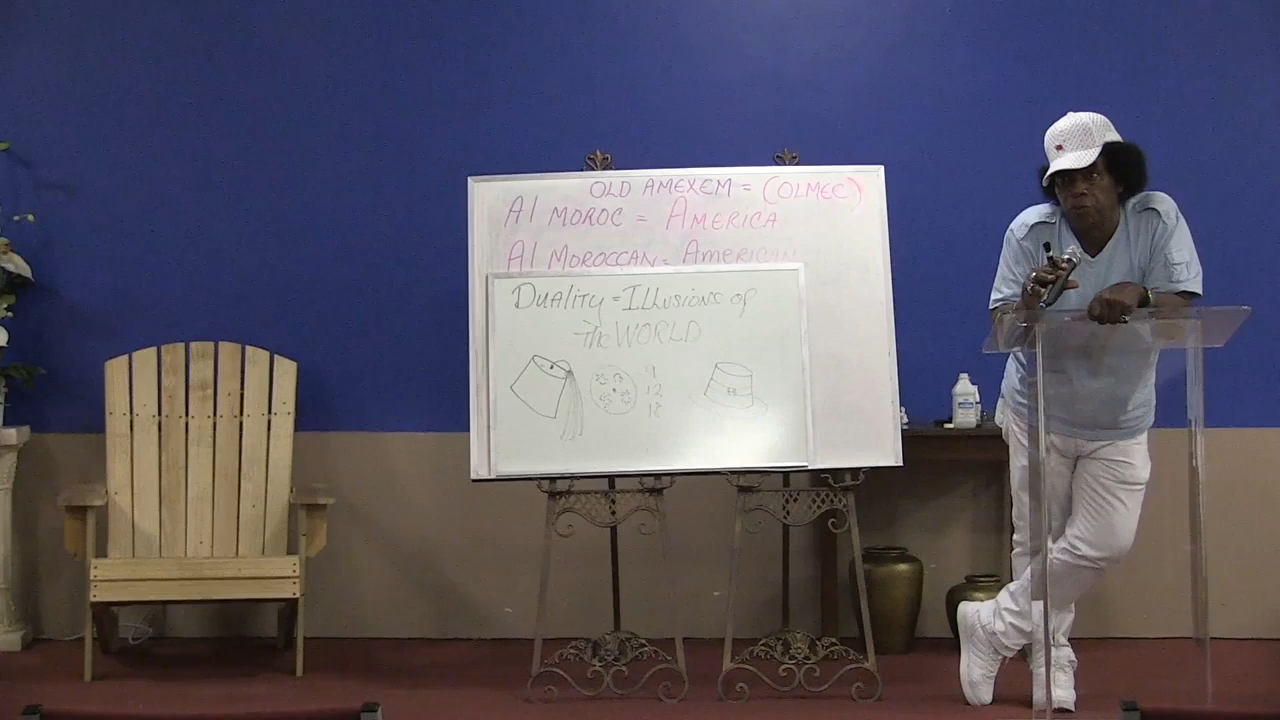 OLD AMEXEM = (OLMEC)
Al MOROC = AMERICA
Al MOROCCAN = AMERICAN
DUALITY = ILLUSIONS OF
the WORLD